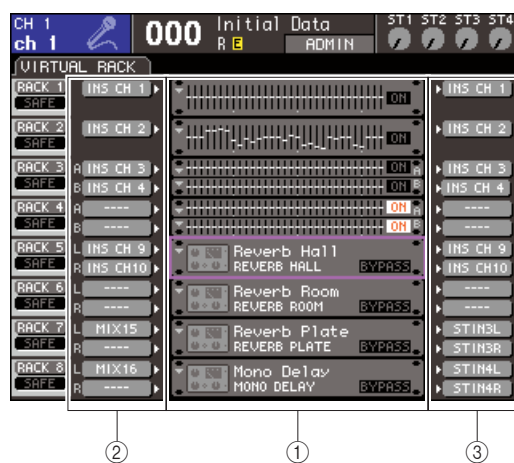 CH 1
ch 1
000
Initial Data
R E ADMIN
ST1 ST2 ST3 ST4
VIRTUAL RACK
RACK 1 INS CH 1 ON INS CH 1
SAFE
RACK 2 INS CH 2 ON INS CH 2
SAFE
RACK 3 A INS CH 3 ON A INS CH 3
SAFE B INS CH 4 ON B INS CH 4
RACK 4 A ---- ON A ----
SAFE B ---- ON B ----
RACK 5 L INS CH 9 Reverb Hall INS CH 9
SAFE R INS CH10 REVERB HALL BYPASS INS CH10
RACK 6 L ---- Reverb Room ----
SAFE R ---- REVERB ROOM BYPASS ----
RACK 7 L MIX15 Reverb Plate STIN3L
SAFE R ---- REVERB PLATE BYPASS STIN3R
RACK 8 L MIX16 Mono Delay STIN4L
SAFE R ---- MONO DELAY BYPASS STIN4R
② ① ③